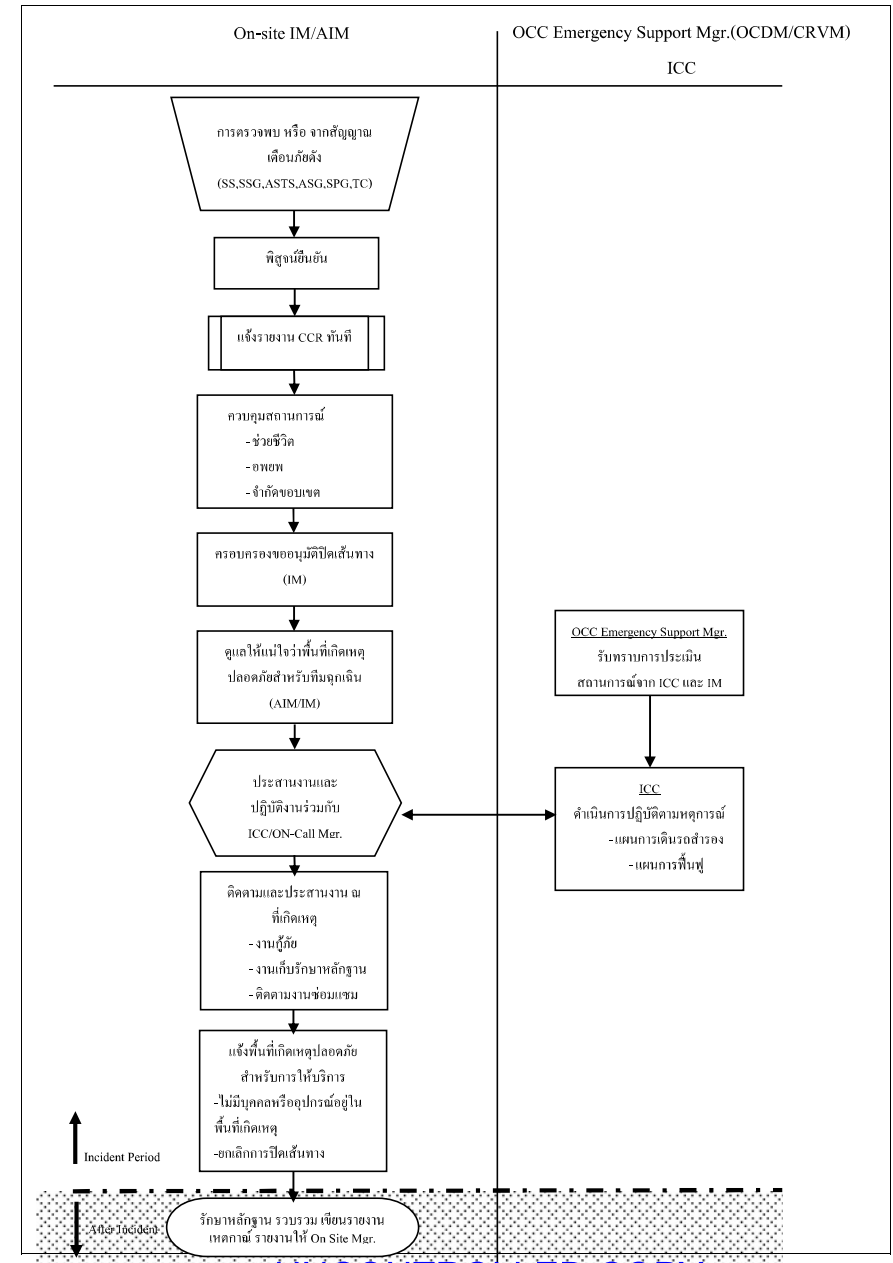 On-site IM/AIM
OCC Emergency Support Mgr.(OCDM/CRVM)
ICC
การตรวจพบ หรือ จากสัญญาณ
เตือนภัยดัง
(SS,SSG,ASTS,ASG,SPG,TC)
พิสูจน์ยืนยัน
แจ้งรายงาน CCR ทันที
ควบคุมสถานการณ์
-ช่วยชีวิต
-อพยพ
-จำกัดขอบเขต
ครอบครองขออนุมัติปิดเส้นทาง
(IM)
ดูแลให้แน่ใจว่าพื้นที่เกิดเหตุ
ปลอดภัยสำหรับทีมฉุกเฉิน
(AIM/IM)
OCC Emergency Support Mgr.
รับทราบการประเมิน
สถานการณ์จาก ICC และ IM
ประสานงานและ
ปฏิบัติงานร่วมกับ
ICC/ON-Call Mgr.
ICC
ดำเนินการปฏิบัติตามหตุการณ์
-แผนการเดินรถสำรอง
-แผนการฟื้นฟู
ติดตามและประสานงาน ณ
ที่เกิดเหตุ
-งานกู้ภัย
-งานเก็บรักษาหลักฐาน
-ติดตามงานซ่อมแซม
แจ้งพื้นที่เกิดเหตุปลอดภัย
สำหรับการให้บริการ
-ไม่มีบุคคลหรืออุปกรณ์อยู่ใน
พื้นที่เกิดเหตุ
-ยกเลิกการปิดเส้นทาง
Incident Period
After Incident
รักษาหลักฐาน รวบรวม เขียนรายงาน
เหตกาณ์ รายงานให้ On Site Mgr.